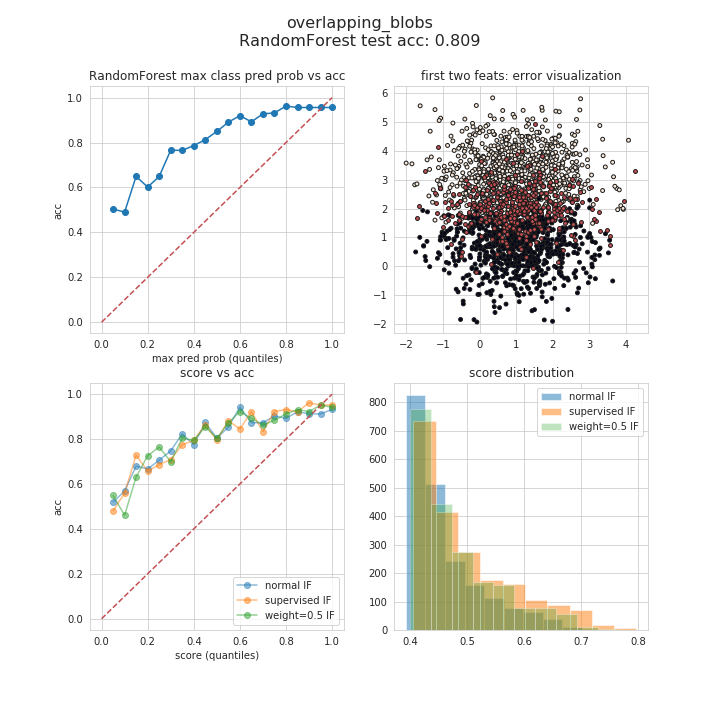 overlapping_blobs
RandomForest test acc: 0.809
RandomForest max class pred prob vs acc
1.0
0.8
0.6
0.4
0.2
0.0
acc
0.0 0.2 0.4 0.6 0.8 1.0
max pred prob (quantiles)
first two feats: error visualization
6
5
4
3
2
1
0
−1
−2
−2 −1 0 1 2 3 4
score vs acc
1.0
0.8
0.6
0.4
0.2
0.0
acc
normal IF
supervised IF
weight=0.5 IF
0.0 0.2 0.4 0.6 0.8 1.0
score (quantiles)
score distribution
normal IF
supervised IF
weight=0.5 IF
800
700
600
500
400
300
200
100
0
0.4 0.5 0.6 0.7 0.8